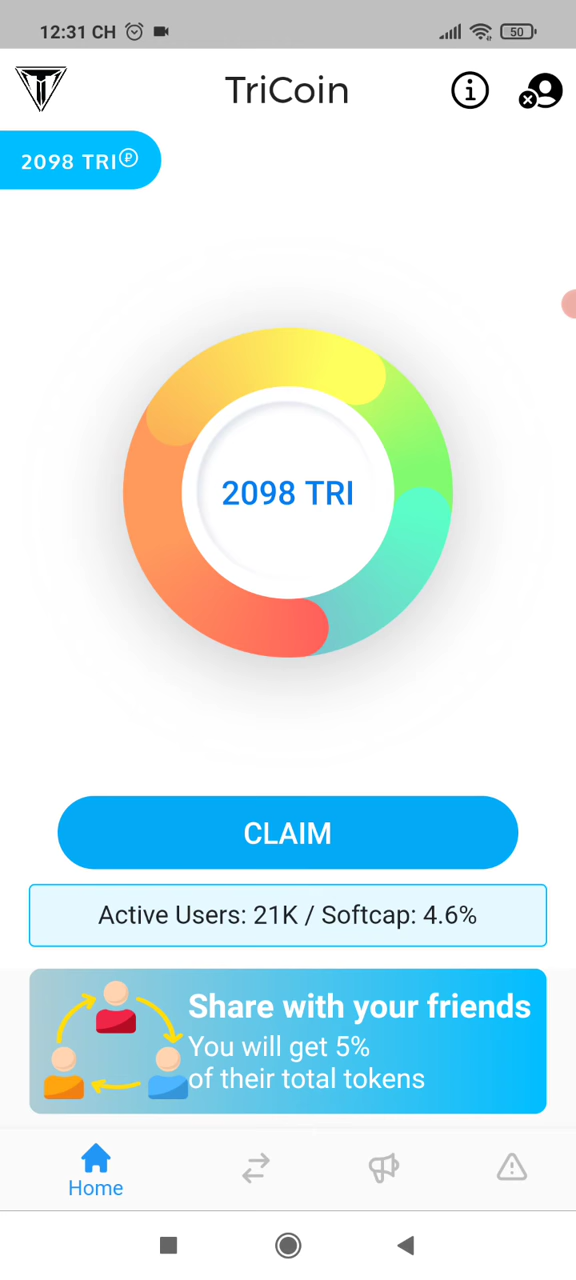 12:31 CH
50
TriCoin
2098 TRI℗
2098 TRI
CLAIM
Active Users: 21K / Softcap: 4.6%
Share with your friends
You will get 5%
of their total tokens
Home